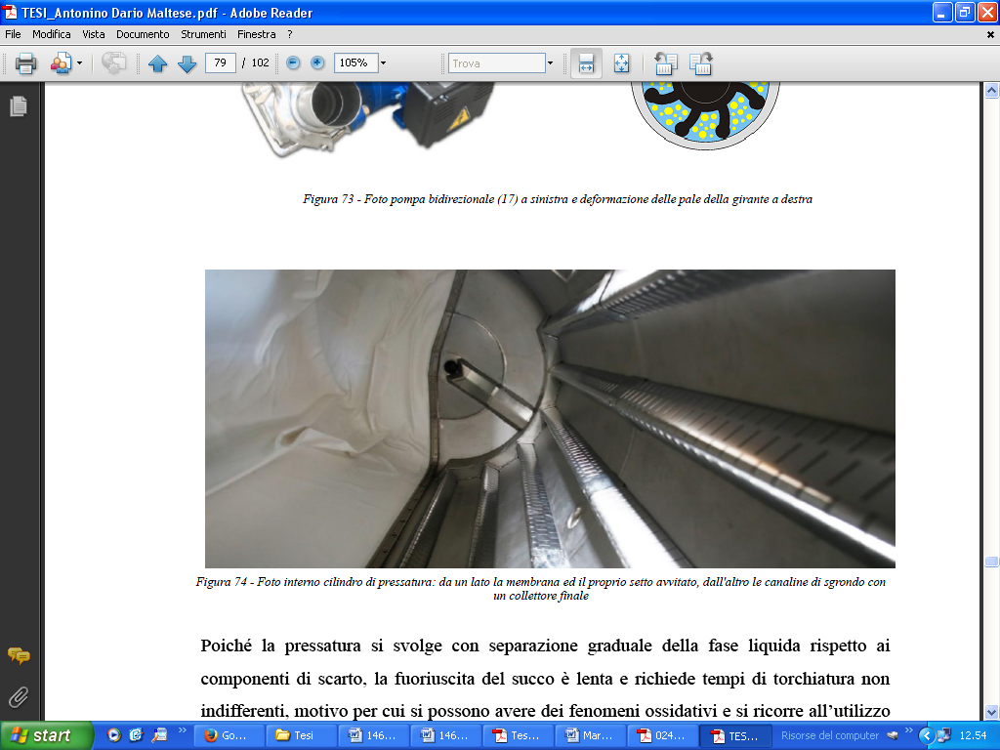 TESI_Antonino Dario Maltese.pdf - Adobe Reader
File Modifica Vista Documento Strumenti Finestra ?
79 / 102 105% Trova
Figura 73 - Foto pompa bidirezionale (17) a sinistra e deformazione delle pale della girante a destra
Figura 74 - Foto interno cilindro di pressatura: da un lato la membrana ed il proprio setto avvitato, dall'altro le canaline di sgrondo con
un collettore finale
Poiché la pressatura si svolge con separazione graduale della fase liquida rispetto ai
componenti di scarto, la fuoriuscita del succo è lenta e richiede tempi di torchiatura non
indifferenti, motivo per cui si possono avere dei fenomeni ossidativi e si ricorre all’utilizzo
start Go... Tesi 146... 146... Tes... Mar... 024... TES... Risorse del computer 12.54